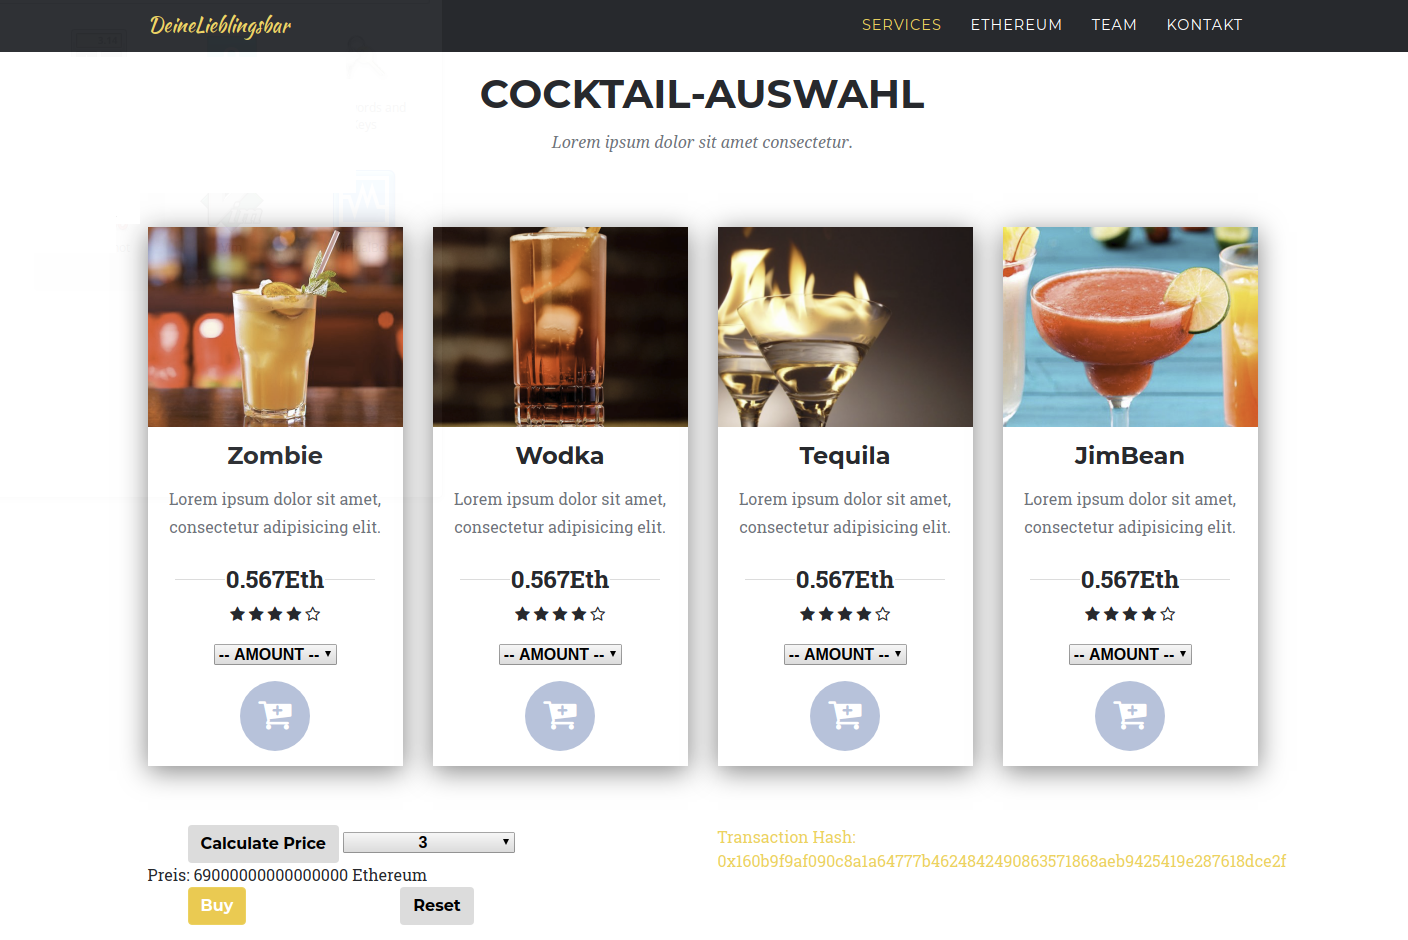 DeineLieblingsbar SERVICES ETHEREUM TEAM KONTAKT
COCKTAIL-AUSWAHL
Lorem ipsum dolor sit amet consectetur.
Zombie
Lorem ipsum dolor sit amet,
consectetur adipisicing elit.
0.567Eth
-- AMOUNT --
Wodka
Lorem ipsum dolor sit amet,
consectetur adipisicing elit.
0.567Eth
-- AMOUNT --
Tequila
Lorem ipsum dolor sit amet,
consectetur adipisicing elit.
0.567Eth
-- AMOUNT --
JimBean
Lorem ipsum dolor sit amet,
consectetur adipisicing elit.
0.567Eth
-- AMOUNT --
Calculate Price 3
Preis: 69000000000000000 Ethereum
Buy Reset
Transaction Hash:
0x160b9f9af090c8a1a64777b4624842490863571868aeb9425419e287618dce2f